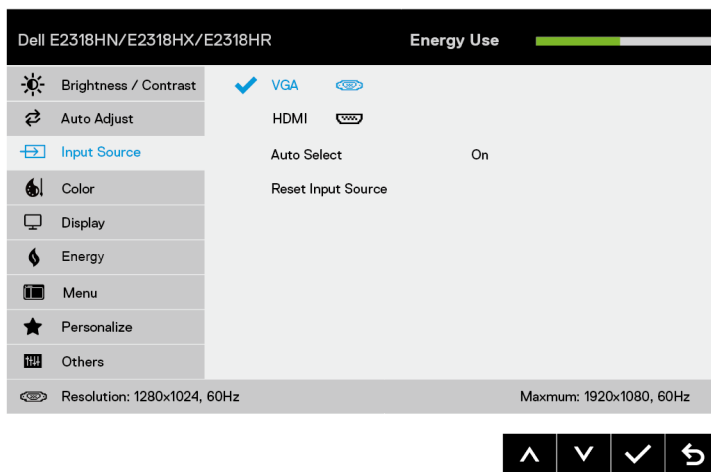 Dell E2318HN/E2318HX/E2318HR Energy Use
Brightness / Contrast VGA
Auto Adjust HDMI
Input Source Auto Select On
Color Reset Input Source
Display
Energy
Menu
Personalize
Others
Resolution: 1280x1024, 60Hz Maxmum: 1920x1080, 60Hz